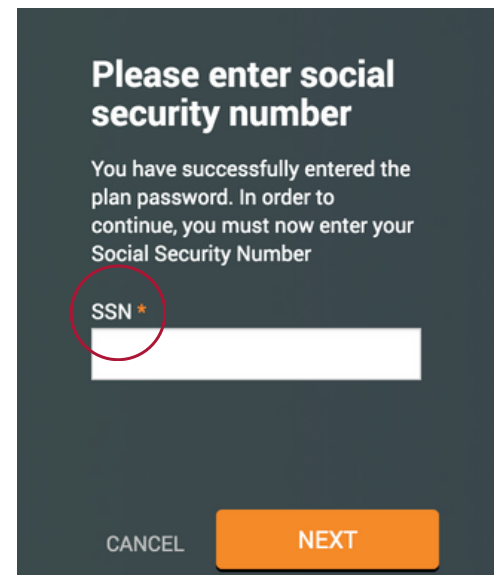 Please enter social
security number
You have successfully entered the
plan password. In order to
continue, you must now enter your
Social Security Number
SSN *
CANCEL NEXT